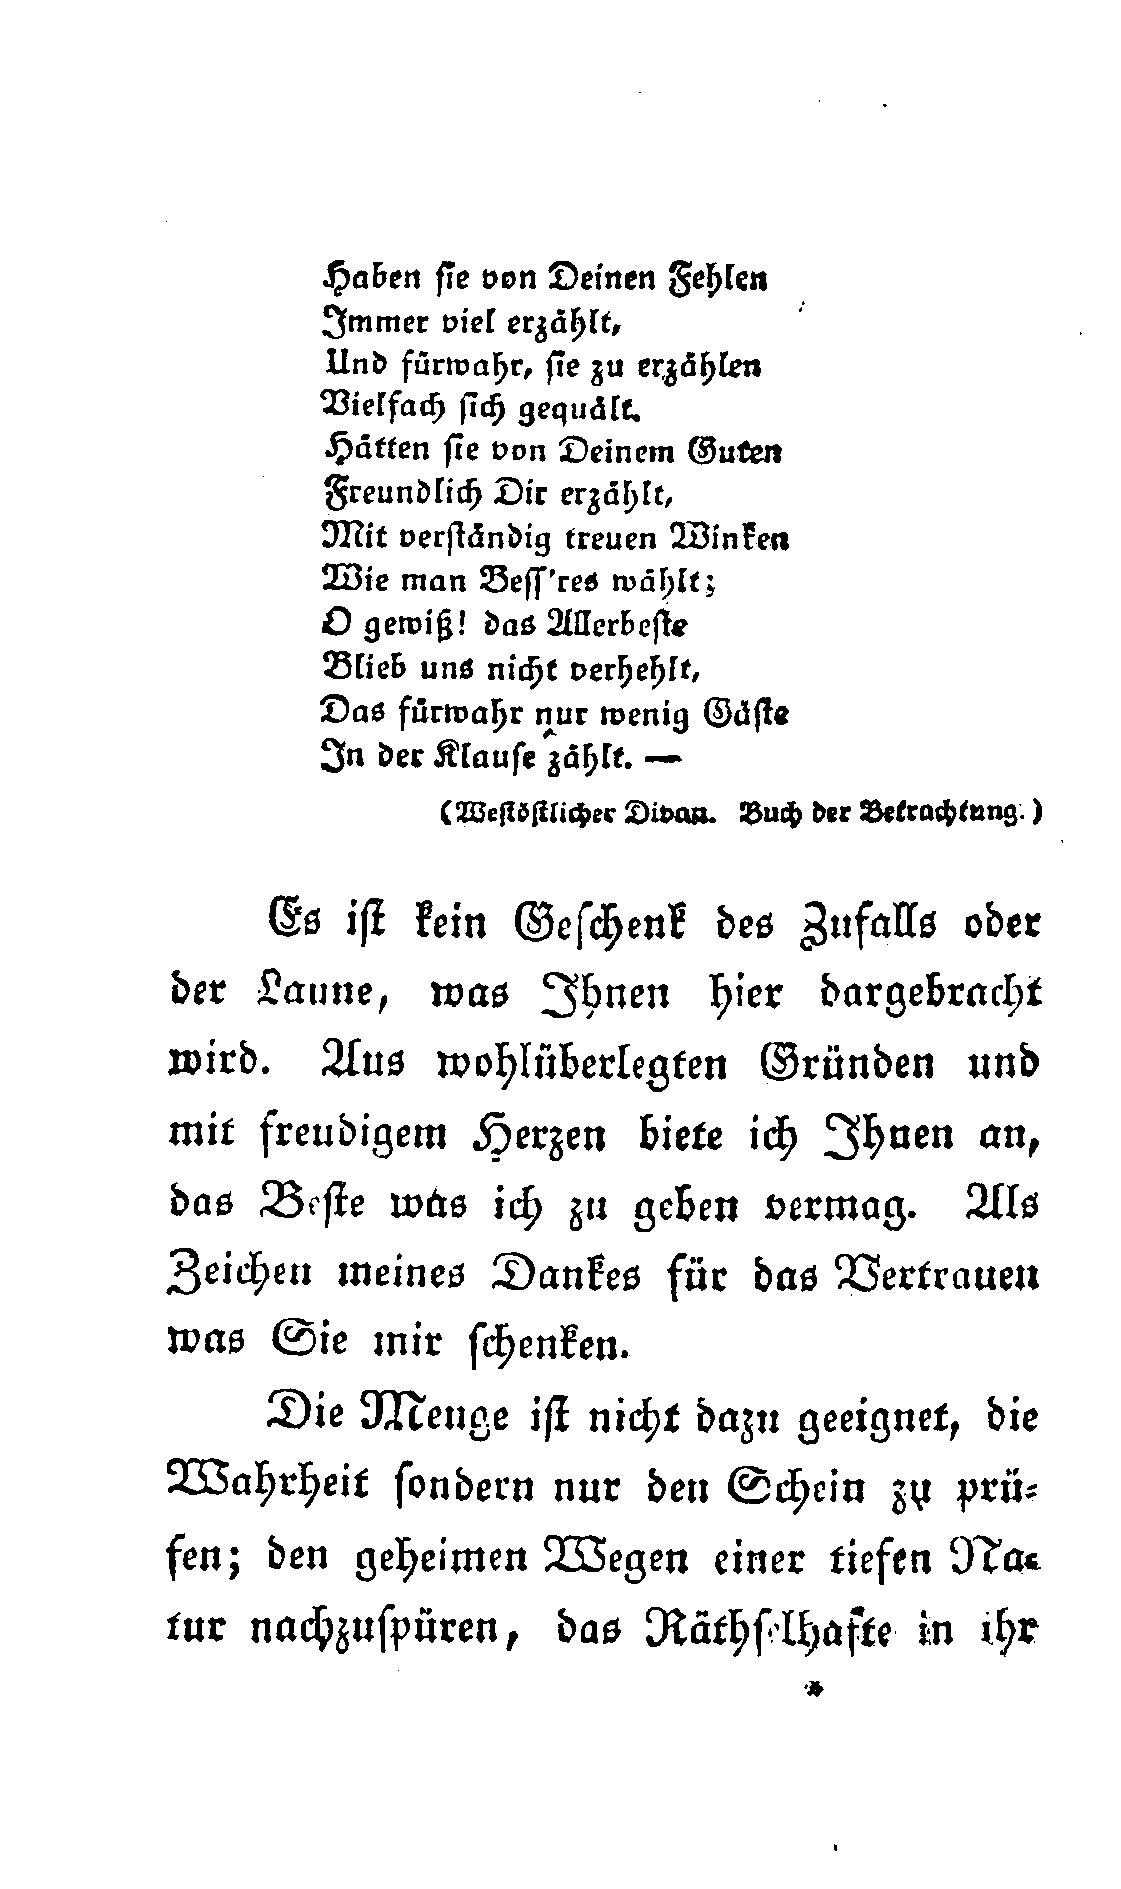 Haben ſie von Deinen Fehlen
Immer viel erzählt,
Und fürwahr, ſie zu erzählen
Vielfach ſich gequält.
Hätten ſie von Deinem Guten
Freundlich Dir erzählt,
Mit verſtändig treuen Winken
Wie man Beſſ'res wählt;
O gewiß! das Allerbeſte
Blieb uns nicht verhehlt,
Das fürwahr nur wenig Gäſte
In der Klauſe zählt. —
(Weſtöſtlicher Divan. Buch der Betrachtung.)
Es iſt kein Geſchenk des Zufalls oder
der Laune, was Ihnen hier dargebracht
wird. Aus wohlüberlegten Gründen und
mit freudigem Herzen biete ich Ihnen an,
das Beſte was ich zu geben vermag. Als
Zeichen meines Dankes für das Vertrauen
was Sie mir ſchenken.
Die Menge iſt nicht dazu geeignet, die
Wahrheit ſondern nur den Schein zu prü-
fen; den geheimen Wegen einer tiefen Na-
tur nachzuſpüren, das Räthſelhafte in ihr
*